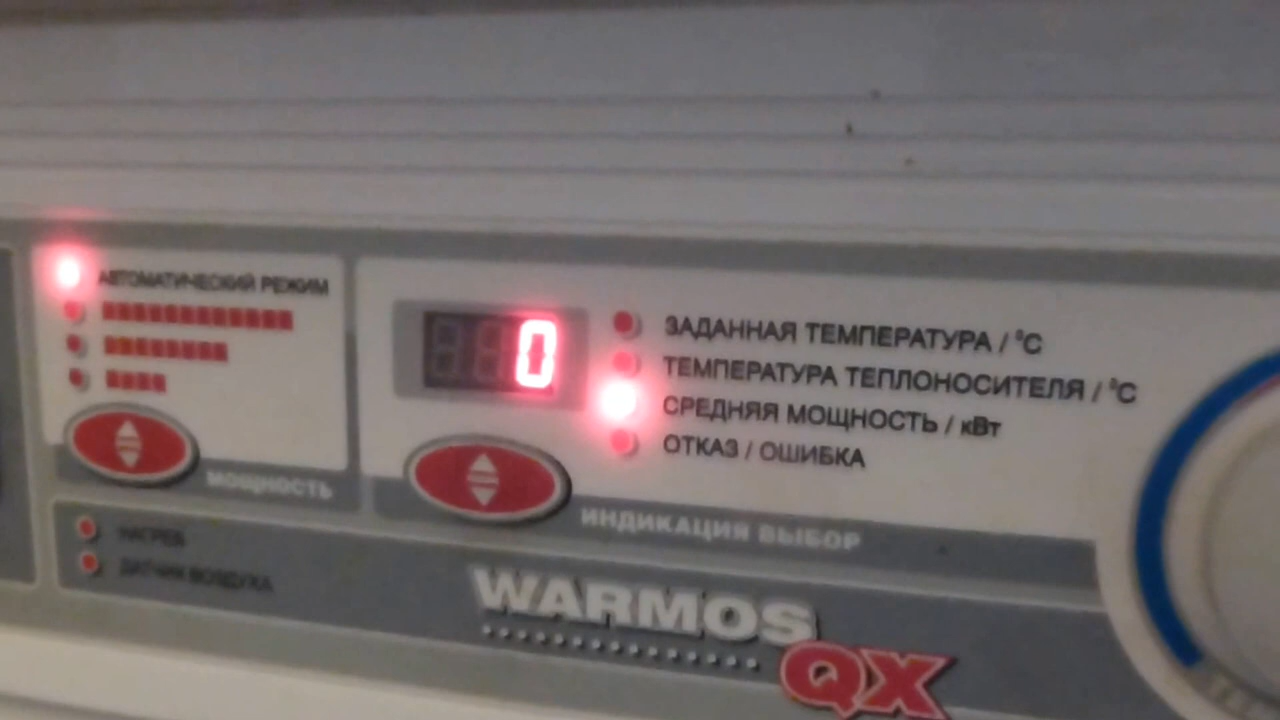 АВТОМАТИЧЕСКИЙ РЕЖИМ
МОЩНОСТЬ
0
ЗАДАННАЯ ТЕМПЕРАТУРА / °C
ТЕМПЕРАТУРА ТЕПЛОНОСИТЕЛЯ / °C
СРЕДНЯЯ МОЩНОСТЬ / кВт
ОТКАЗ / ОШИБКА
ИНДИКАЦИЯ ВЫБОР
НАГРЕВ
ДАТЧИК ВОЗДУХА
WARMOS
QX